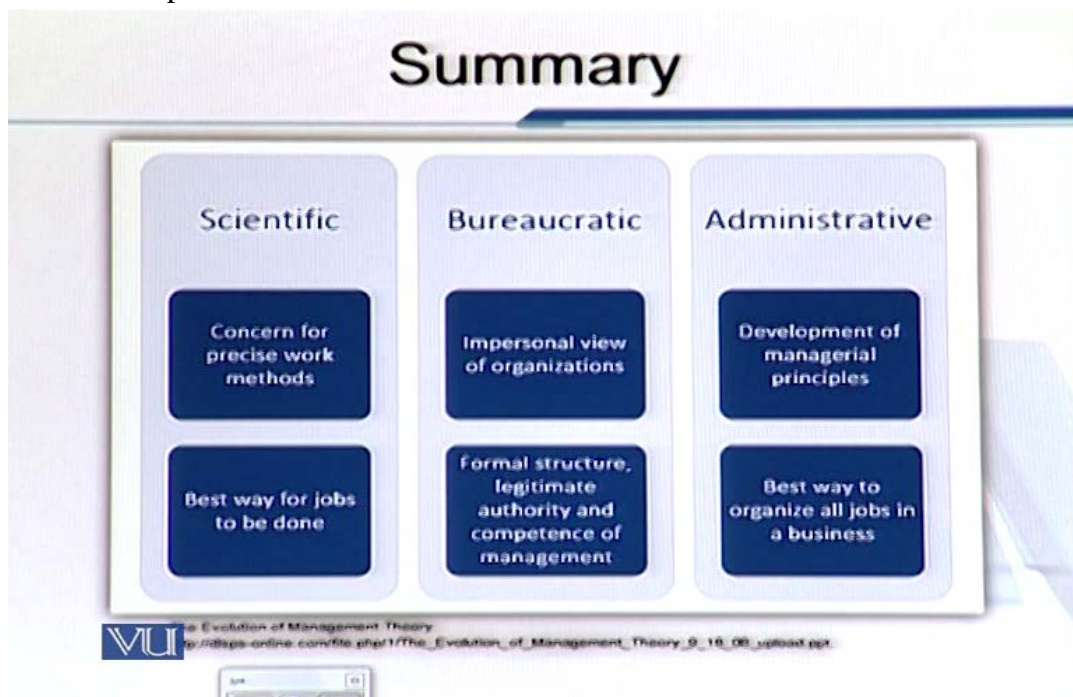 Summary
Scientific
Concern for
precise work
methods
Best way for jobs
to be done
Bureaucratic
Impersonal view
of organizations
Formal structure,
legitimate
authority and
competence of
management
Administrative
Development of
managerial
principles
Best way to
organize all jobs in
a business
VU
The Evolution of Management Theory